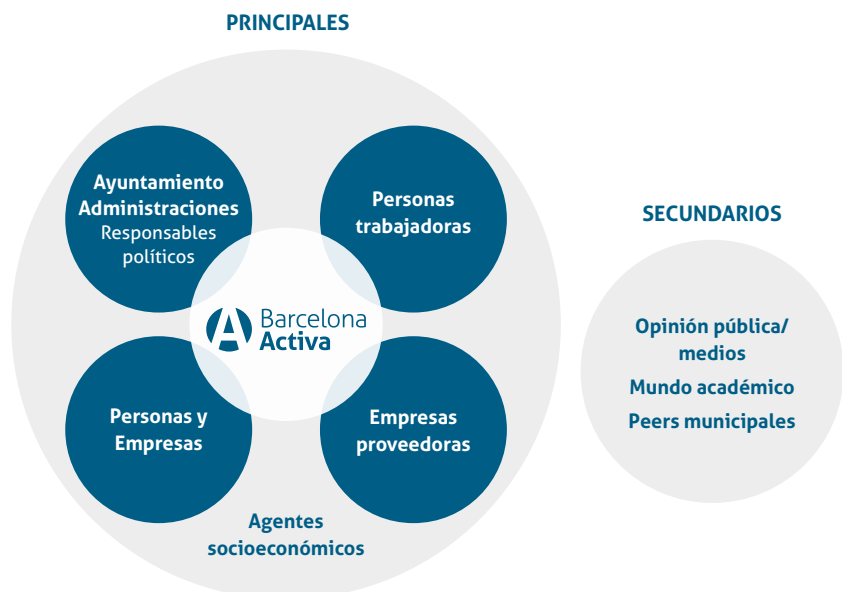 PRINCIPALES
Ayuntamiento
Administraciones
Responsables
políticos
Personas
trabajadoras
Barcelona
Activa
Personas y
Empresas
Empresas
proveedoras
Agentes
socioeconómicos
SECUNDARIOS
Opinión pública/
medios
Mundo académico
Peers municipales